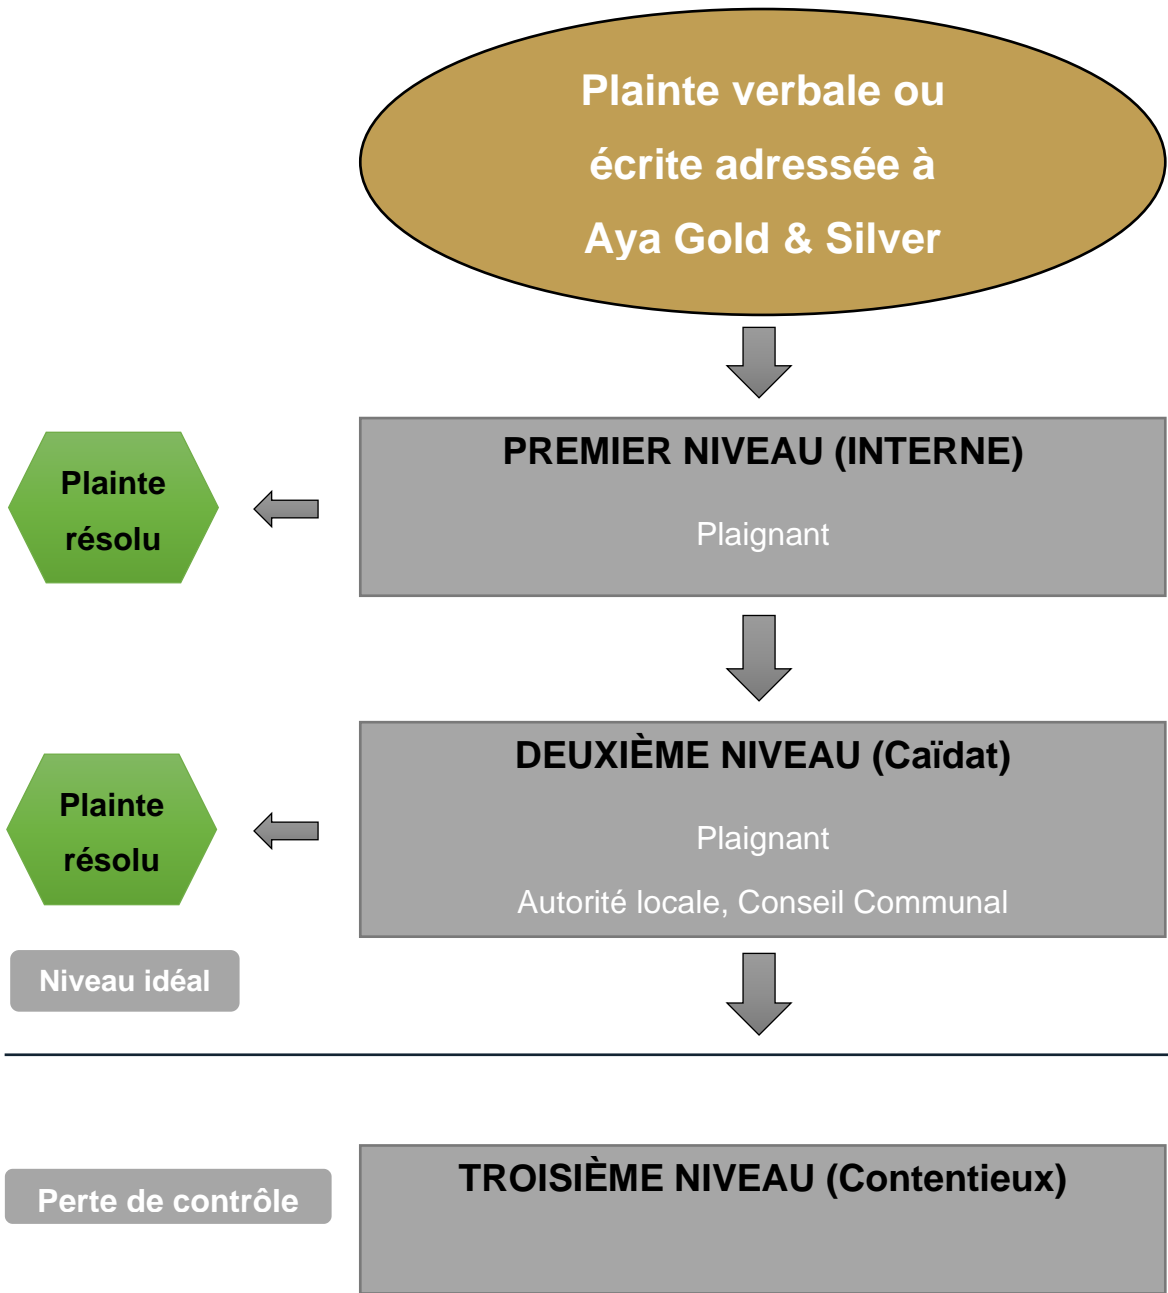 Plainte verbale ou
écrite adressée à
Aya Gold & Silver
PREMIER NIVEAU (INTERNE)
Plaignant
Plainte
résolu
DEUXIÈME NIVEAU (Caïdat)
Plaignant
Autorité locale, Conseil Communal
Plainte
résolu
Niveau idéal
TROISIÈME NIVEAU (Contentieux)
Perte de contrôle